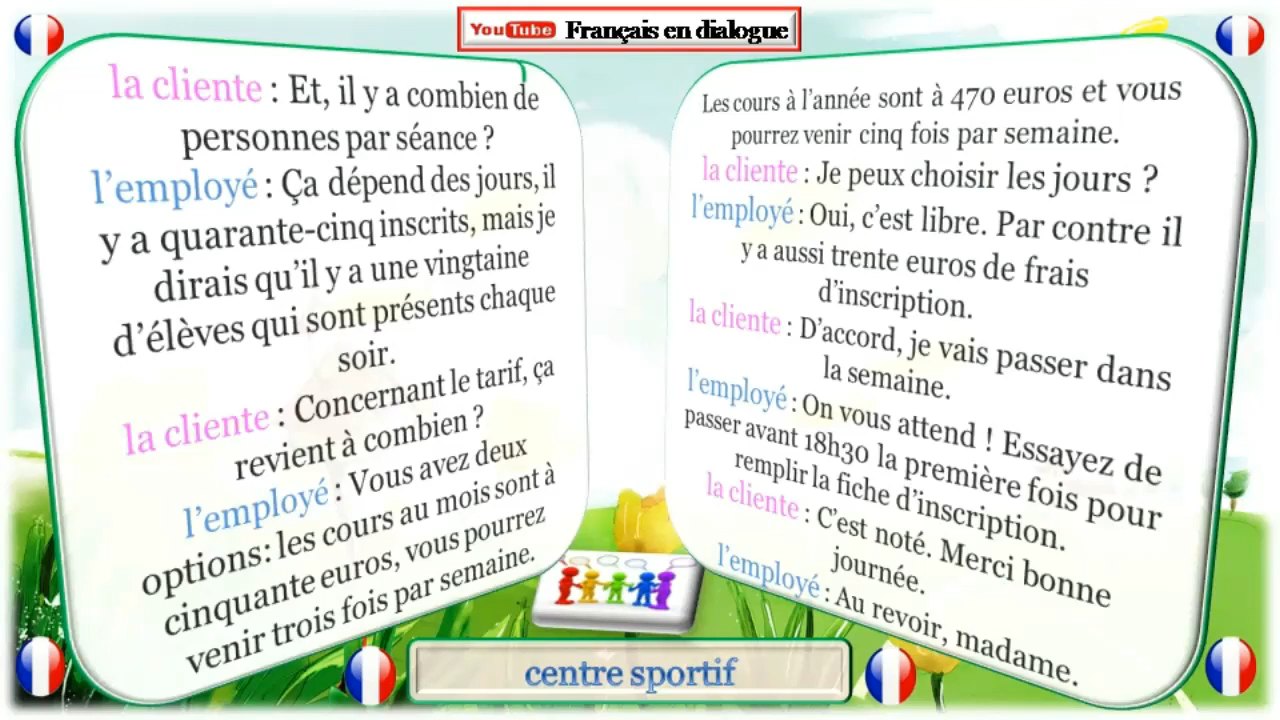 YouTube Français en dialogue
la cliente : Et, il y a combien de
personnes par séance ?
l'employé : Ça dépend des jours, il
y a quarante-cinq inscrits, mais je
dirais qu'il y a une vingtaine
d'élèves qui sont présents chaque
soir.
la cliente : Concernant le tarif, ça
revient à combien ?
l'employé : Vous avez deux
options: les cours au mois sont à
cinquante euros, vous pourrez
venir trois fois par semaine.
Les cours à l'année sont à 470 euros et vous
pourrez venir cinq fois par semaine.
la cliente : Je peux choisir les jours ?
l'employé : Oui, c'est libre. Par contre il
y a aussi trente euros de frais
d'inscription.
la cliente : D'accord, je vais passer dans
la semaine.
l'employé : On vous attend ! Essayez de
passer avant 18h30 la première fois pour
remplir la fiche d'inscription.
la cliente : C'est noté. Merci bonne
journée.
l'employé : Au revoir, madame.
centre sportif